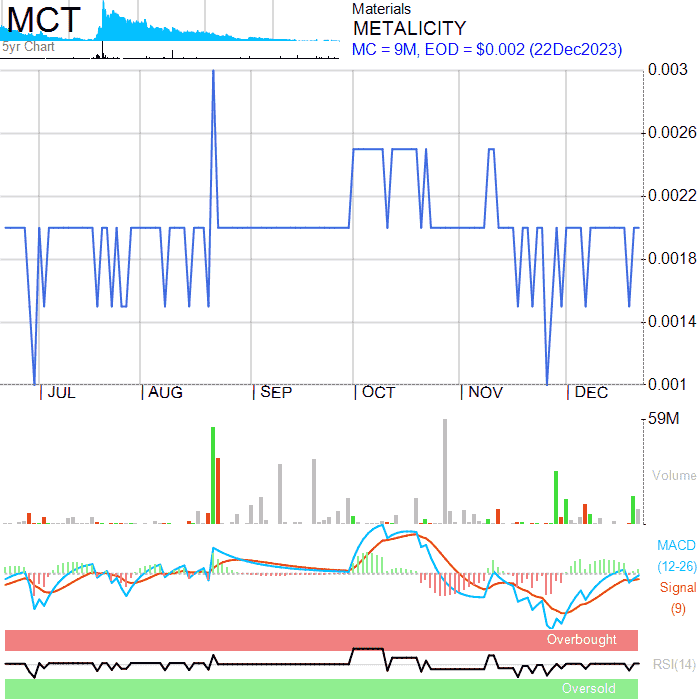 MCT
5yr Chart
Materials
METALICITY
MC = 9M, EOD = $0.002 (22Dec2023)
0.003
0.0026
0.0022
0.0018
0.0014
0.001
JUL AUG SEP OCT NOV DEC
59M
Volume
MACD
(12-26)
Signal
(9)
Overbought
RSI(14)
Oversold